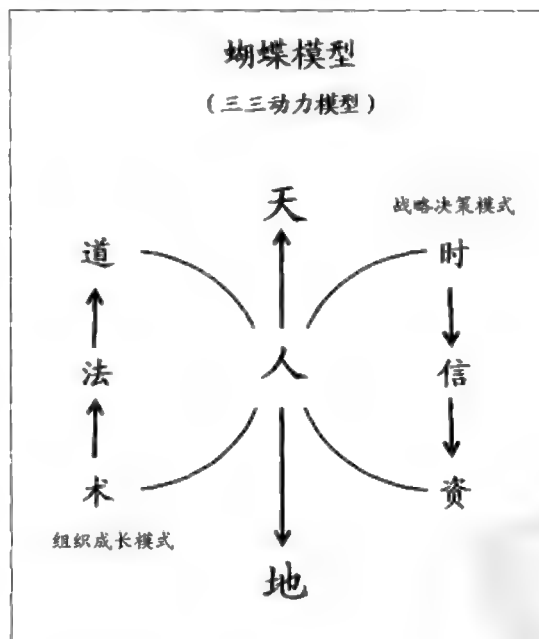 蝴蝶模型
（三三动力模型）
天
战略决策模式
道
时
法
人
信
术
资
组织成长模式
地